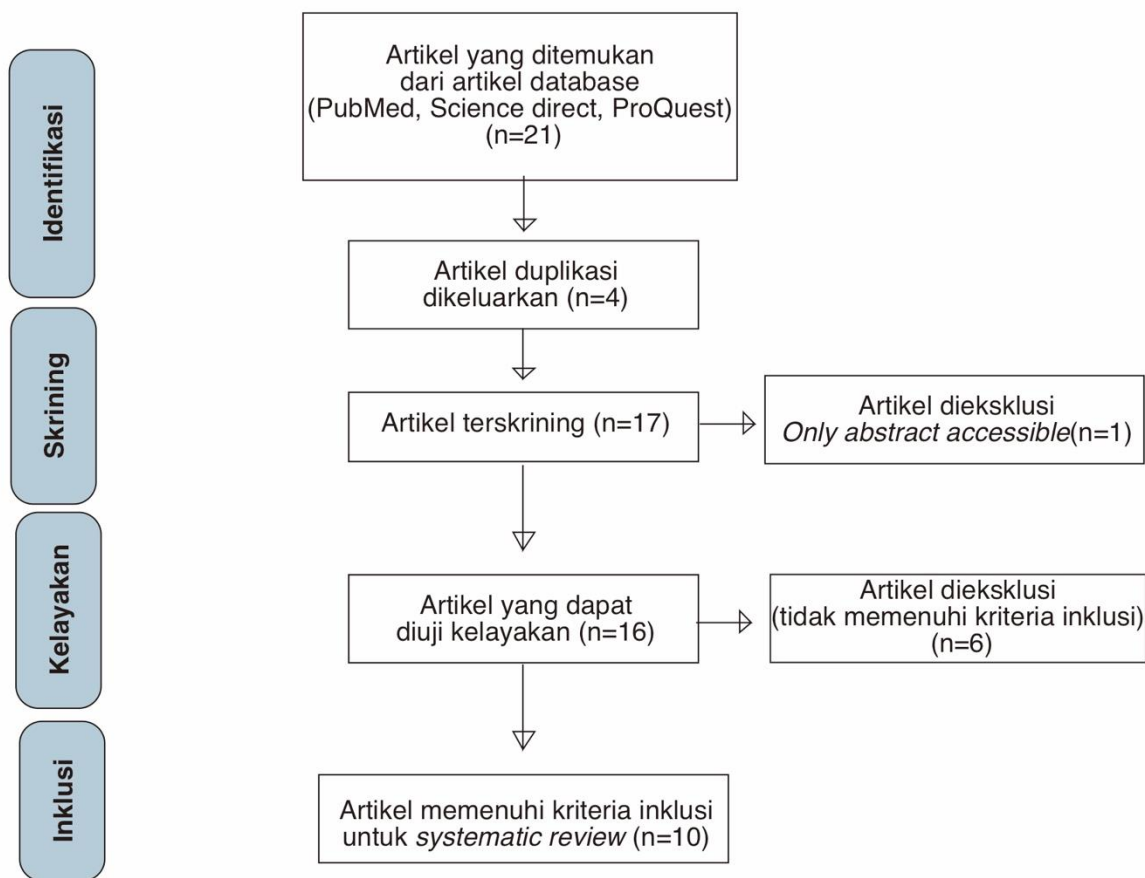 Identifikasi
Artikel yang ditemukan
dari artikel database
(PubMed, Science direct, ProQuest)
(n=21)
Artikel duplikasi
dikeluarkan (n=4)
Skrining
Artikel terskrining (n=17)
Artikel dieksklusi
Only abstract accessible(n=1)
Kelayakan
Artikel yang dapat
diuji kelayakan (n=16)
Artikel dieksklusi
(tidak memenuhi kriteria inklusi)
(n=6)
Inklusi
Artikel memenuhi kriteria inklusi
untuk systematic review (n=10)